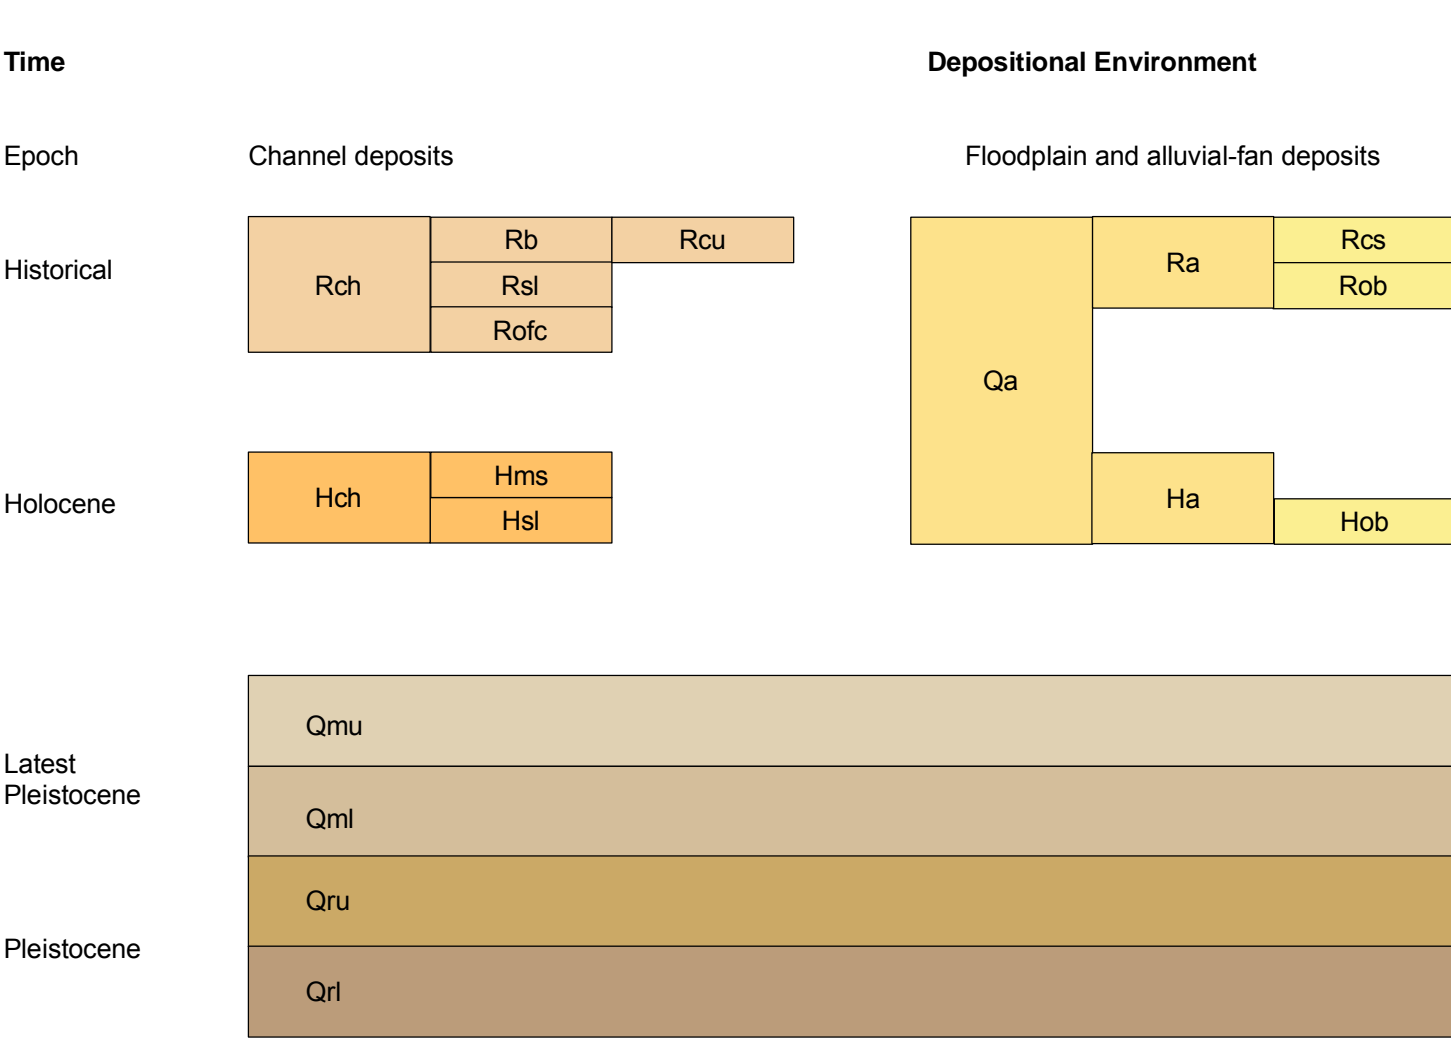 Time
Depositional Environment
Epoch
Channel deposits
Floodplain and alluvial-fan deposits
Historical
Rch
Rb
Rcu
Rsl
Rofc
Qa
Ra
Rcs
Rob
Holocene
Hch
Hms
Hsl
Ha
Hob
Latest
Pleistocene
Qmu
Qml
Qru
Pleistocene
Qrl